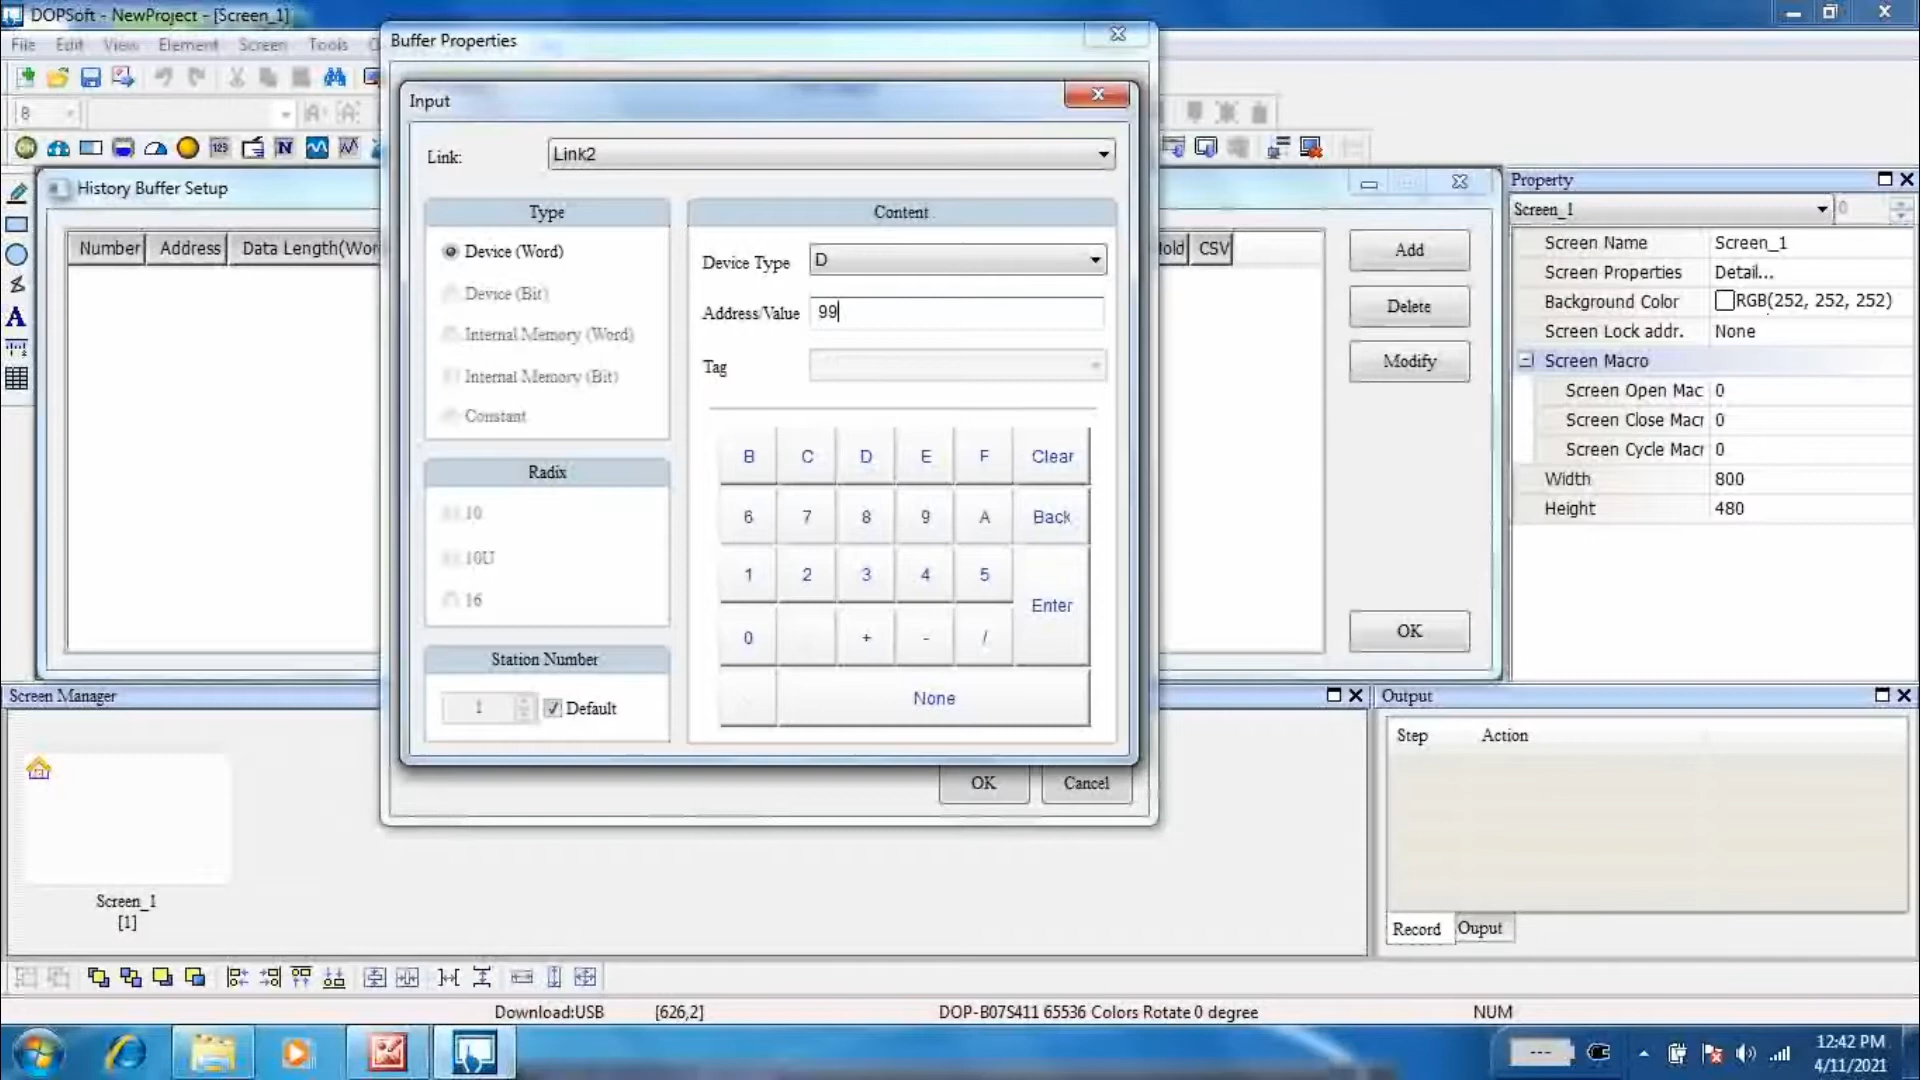 DOPSoft - NewProject - [Screen_1]
File Edit View Element Screen Tools
Buffer Properties
8
Input
Link: Link2
History Buffer Setup
Number Address Data Length(Wor
Hold CSV
Add
Delete
Modify
OK
Type
Device (Word)
Device (Bit)
Internal Memory (Word)
Internal Memory (Bit)
Constant
Radix
10
10U
16
Station Number
1 Default
Content
Device Type D
Address/Value 99
Tag
B C D E F Clear
6 7 8 9 A Back
1 2 3 4 5 Enter
0 + - /
None
OK Cancel
Property
Screen_1 0
Screen Name Screen_1
Screen Properties Detail...
Background Color RGB(252, 252, 252)
Screen Lock addr. None
Screen Macro
Screen Open Mac 0
Screen Close Macr 0
Screen Cycle Macr 0
Width 800
Height 480
Screen Manager
Screen_1
[1]
Output
Step Action
Record Ouput
Download:USB [626,2] DOP-B07S411 65536 Colors Rotate 0 degree NUM
---
12:42 PM
4/11/2021